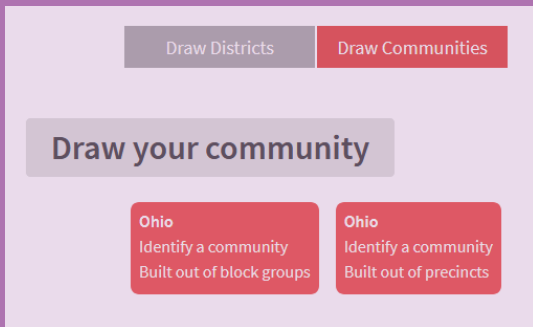 Draw Districts Draw Communities
Draw your community
Ohio
Identify a community
Built out of block groups
Ohio
Identify a community
Built out of precincts